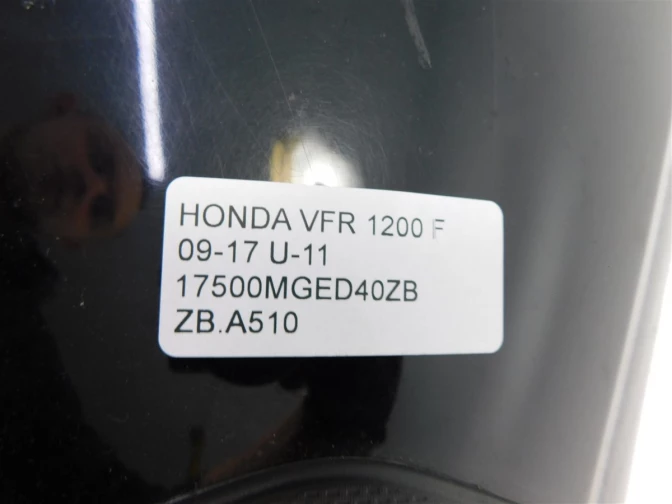 HONDA VFR 1200 F
09-17 U-11
17500MGED40ZB
ZB.A510